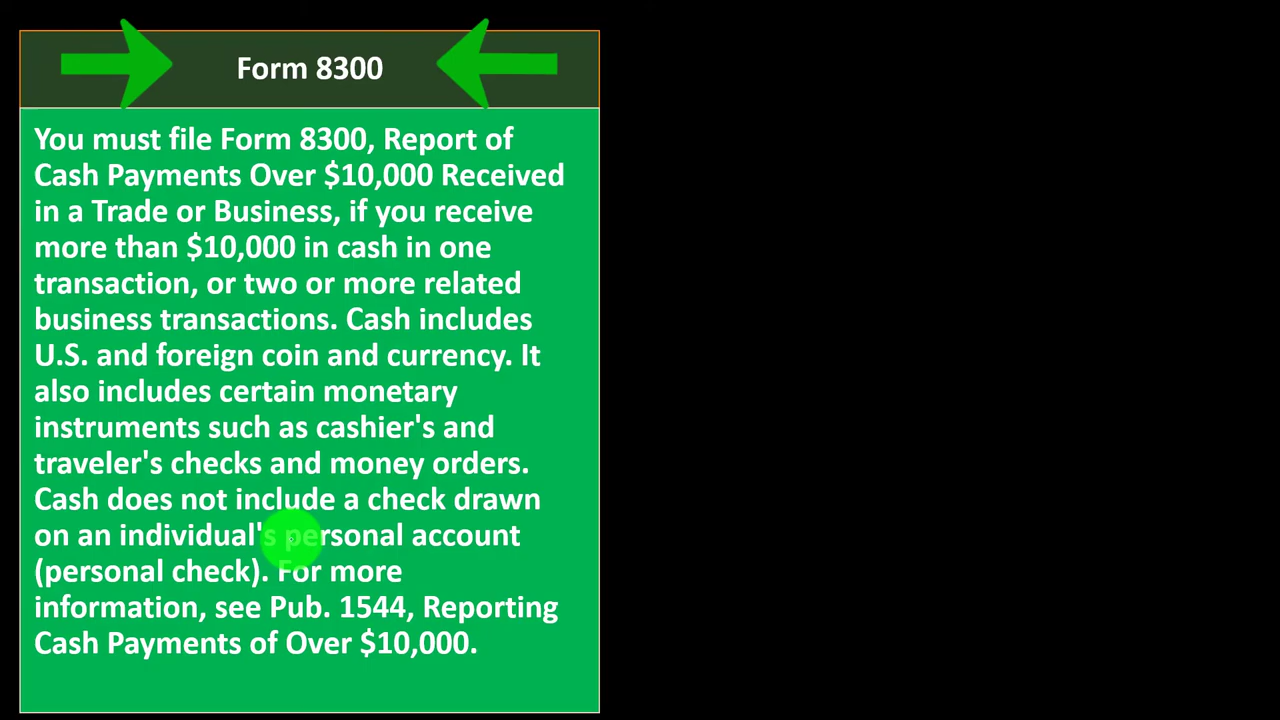 Form 8300
You must file Form 8300, Report of
Cash Payments Over $10,000 Received
in a Trade or Business, if you receive
more than $10,000 in cash in one
transaction, or two or more related
business transactions. Cash includes
U.S. and foreign coin and currency. It
also includes certain monetary
instruments such as cashier's and
traveler's checks and money orders.
Cash does not include a check drawn
on an individual's personal account
(personal check). For more
information, see Pub. 1544, Reporting
Cash Payments of Over $10,000.